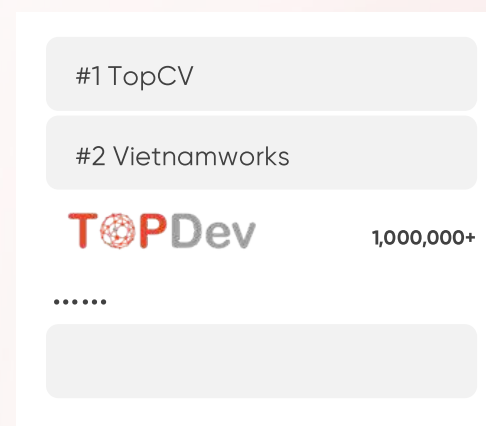 #1 TopCV
#2 Vietnamworks
TOPDev 1,000,000+
......